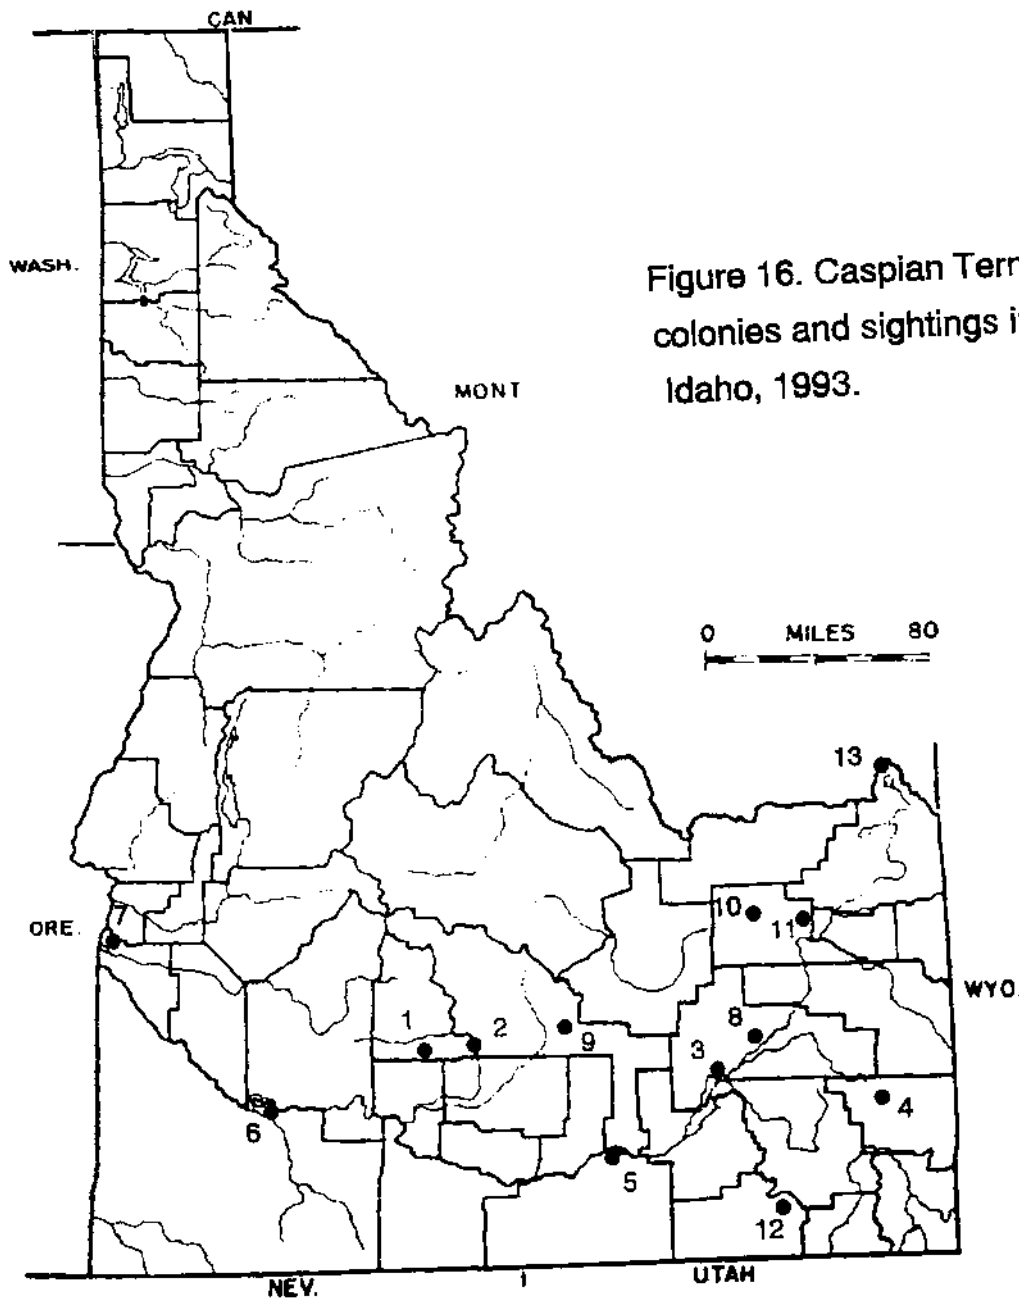 CAN
WASH.
Figure 16. Caspian Tern
colonies and sightings i
Idaho, 1993.
MONT
0 MILES 80
13
10
11
7
ORE.
WYO.
1
2
9
8
3
4
6
5
12
NEV.
UTAH